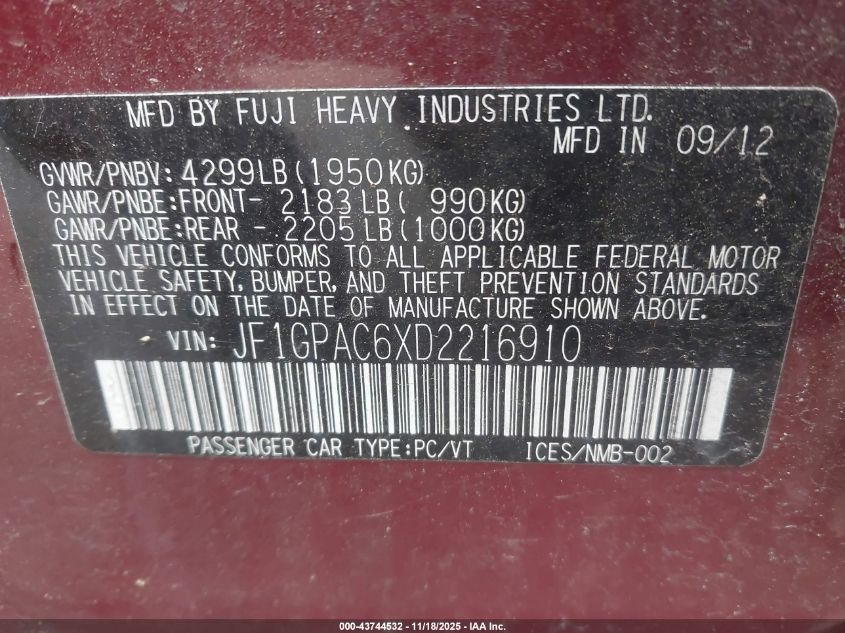 MFD BY FUJI HEAVY INDUSTRIES LTD.
MFD IN 09/12
GVWR/PNBV: 4299LB (1950KG)
GAWR/PNBE:FRONT- 2183 LB ( 990KG)
GAWR/PNBE:REAR - 2205 LB (1000KG)
THIS VEHICLE CONFORMS TO ALL APPLICABLE FEDERAL MOTOR
VEHICLE SAFETY, BUMPER, AND THEFT PREVENTION STANDARDS
IN EFFECT ON THE DATE OF MANUFACTURE SHOWN ABOVE.
VIN: JF1GPAC6XD2216910
PASSENGER CAR TYPE:PC/VT ICES/NMB-002
000-43744532 - 11/18/2025 - IAA Inc.